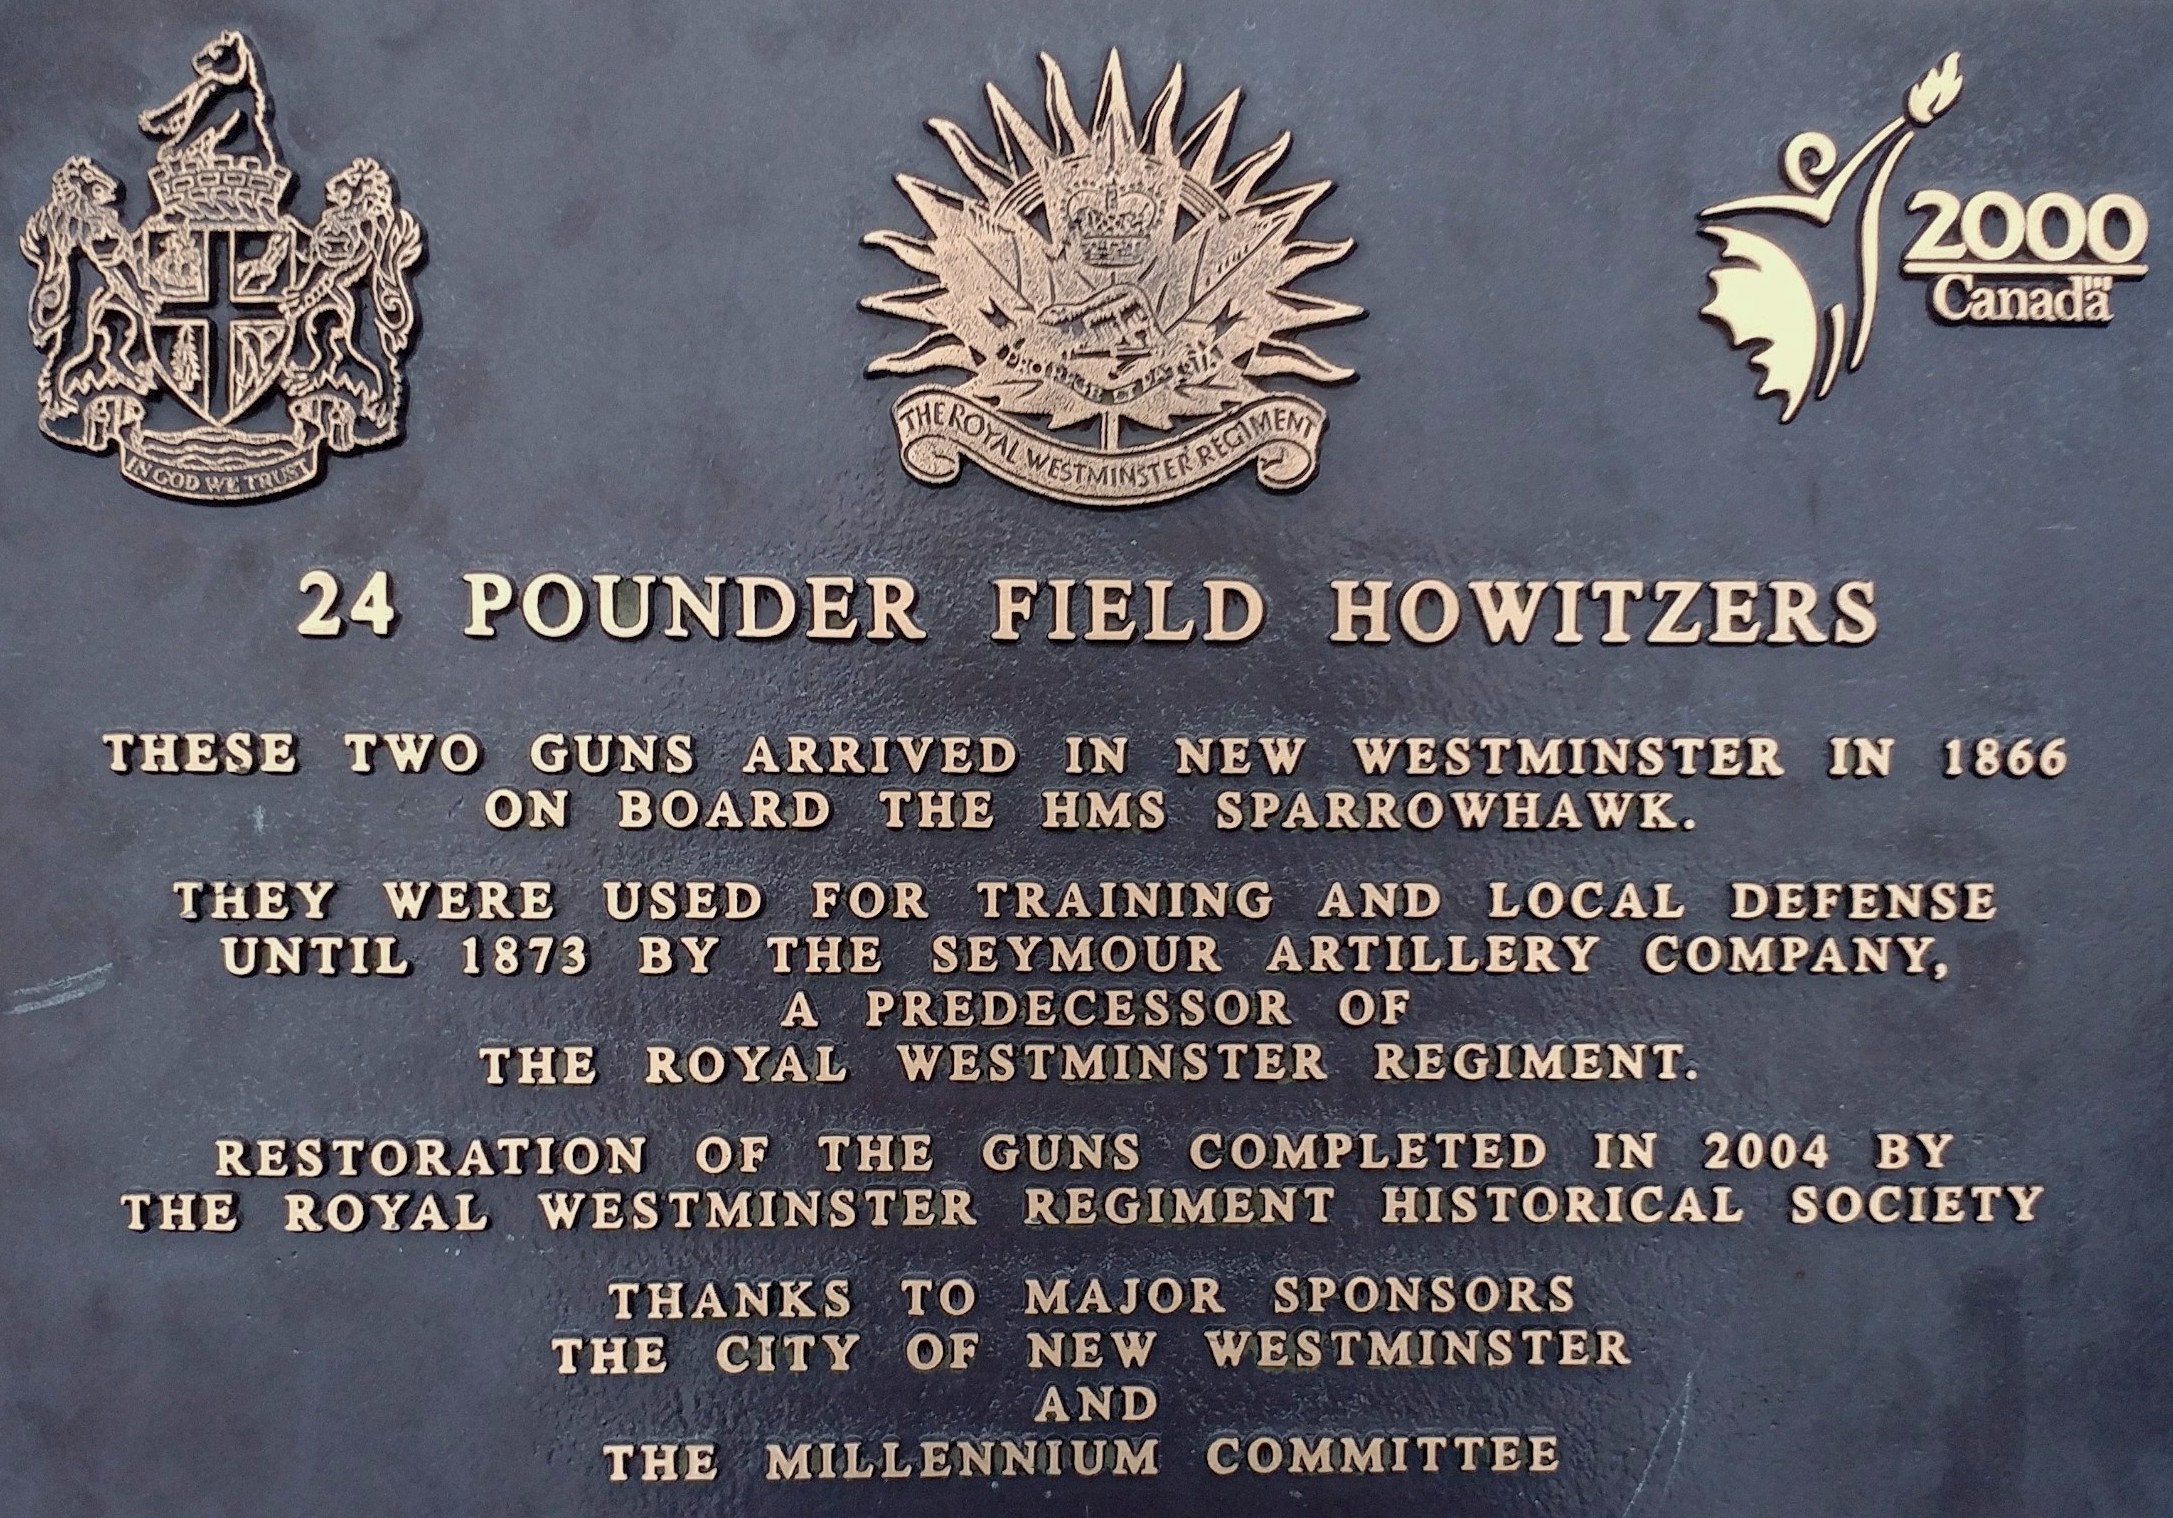 IN GOD WE TRUST
PRO REGE ET PATRIA
THE ROYAL WESTMINSTER REGIMENT
2000
Canada
24 POUNDER FIELD HOWITZERS
THESE TWO GUNS ARRIVED IN NEW WESTMINSTER IN 1866
ON BOARD THE HMS SPARROWHAWK.
THEY WERE USED FOR TRAINING AND LOCAL DEFENSE
UNTIL 1873 BY THE SEYMOUR ARTILLERY COMPANY,
A PREDECESSOR OF
THE ROYAL WESTMINSTER REGIMENT.
RESTORATION OF THE GUNS COMPLETED IN 2004 BY
THE ROYAL WESTMINSTER REGIMENT HISTORICAL SOCIETY
THANKS TO MAJOR SPONSORS
THE CITY OF NEW WESTMINSTER
AND
THE MILLENNIUM COMMITTEE